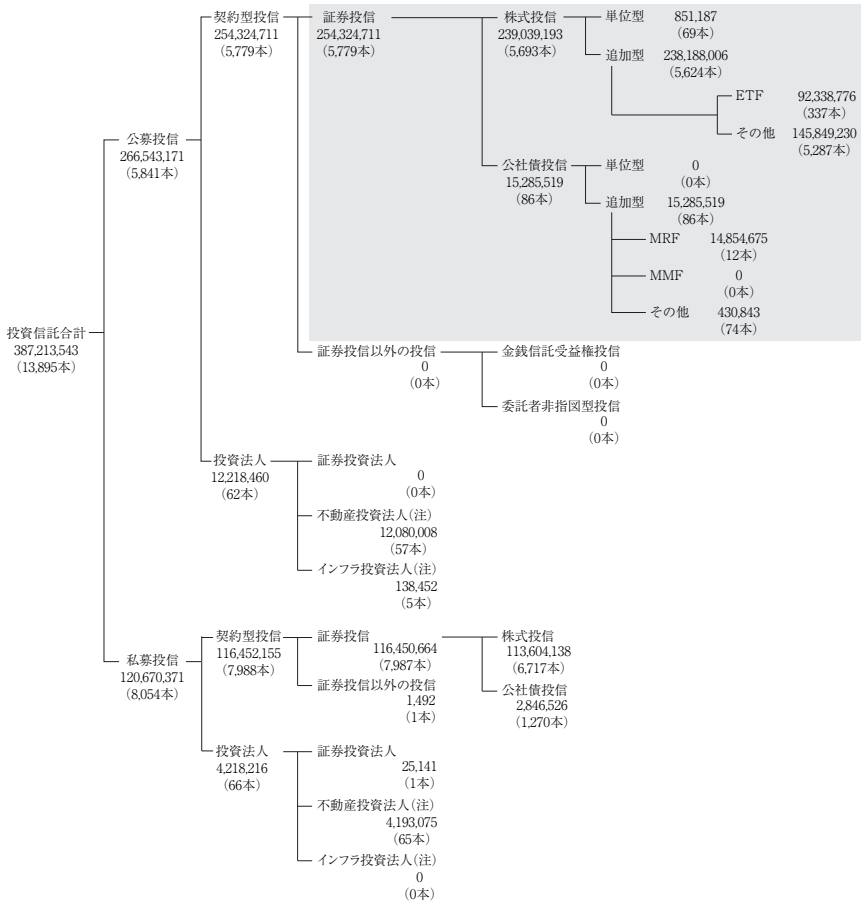 投資信託合計
387,213,543
（13,895本）
公募投信
266,543,171
（5,841本）
契約型投信
254,324,711
（5,779本）
証券投信
254,324,711
（5,779本）
株式投信
239,039,193
（5,693本）
単位型 851,187
（69本）
追加型 238,188,006
（5,624本）
ETF 92,338,776
（337本）
その他 145,849,230
（5,287本）
公社債投信
15,285,519
（86本）
単位型 0
（0本）
追加型 15,285,519
（86本）
MRF 14,854,675
（12本）
MMF 0
（0本）
その他 430,843
（74本）
証券投信以外の投信
0
（0本）
金銭信託受益権投信
0
（0本）
委託者非指図型投信
0
（0本）
投資法人
12,218,460
（62本）
証券投資法人
0
（0本）
不動産投資法人（注）
12,080,008
（57本）
インフラ投資法人（注）
138,452
（5本）
私募投信
120,670,371
（8,054本）
契約型投信
116,452,155
（7,988本）
証券投信
116,450,664
（7,987本）
株式投信
113,604,138
（6,717本）
公社債投信
2,846,526
（1,270本）
証券投信以外の投信
1,492
（1本）
投資法人
4,218,216
（66本）
証券投資法人
25,141
（1本）
不動産投資法人（注）
4,193,075
（65本）
インフラ投資法人（注）
0
（0本）